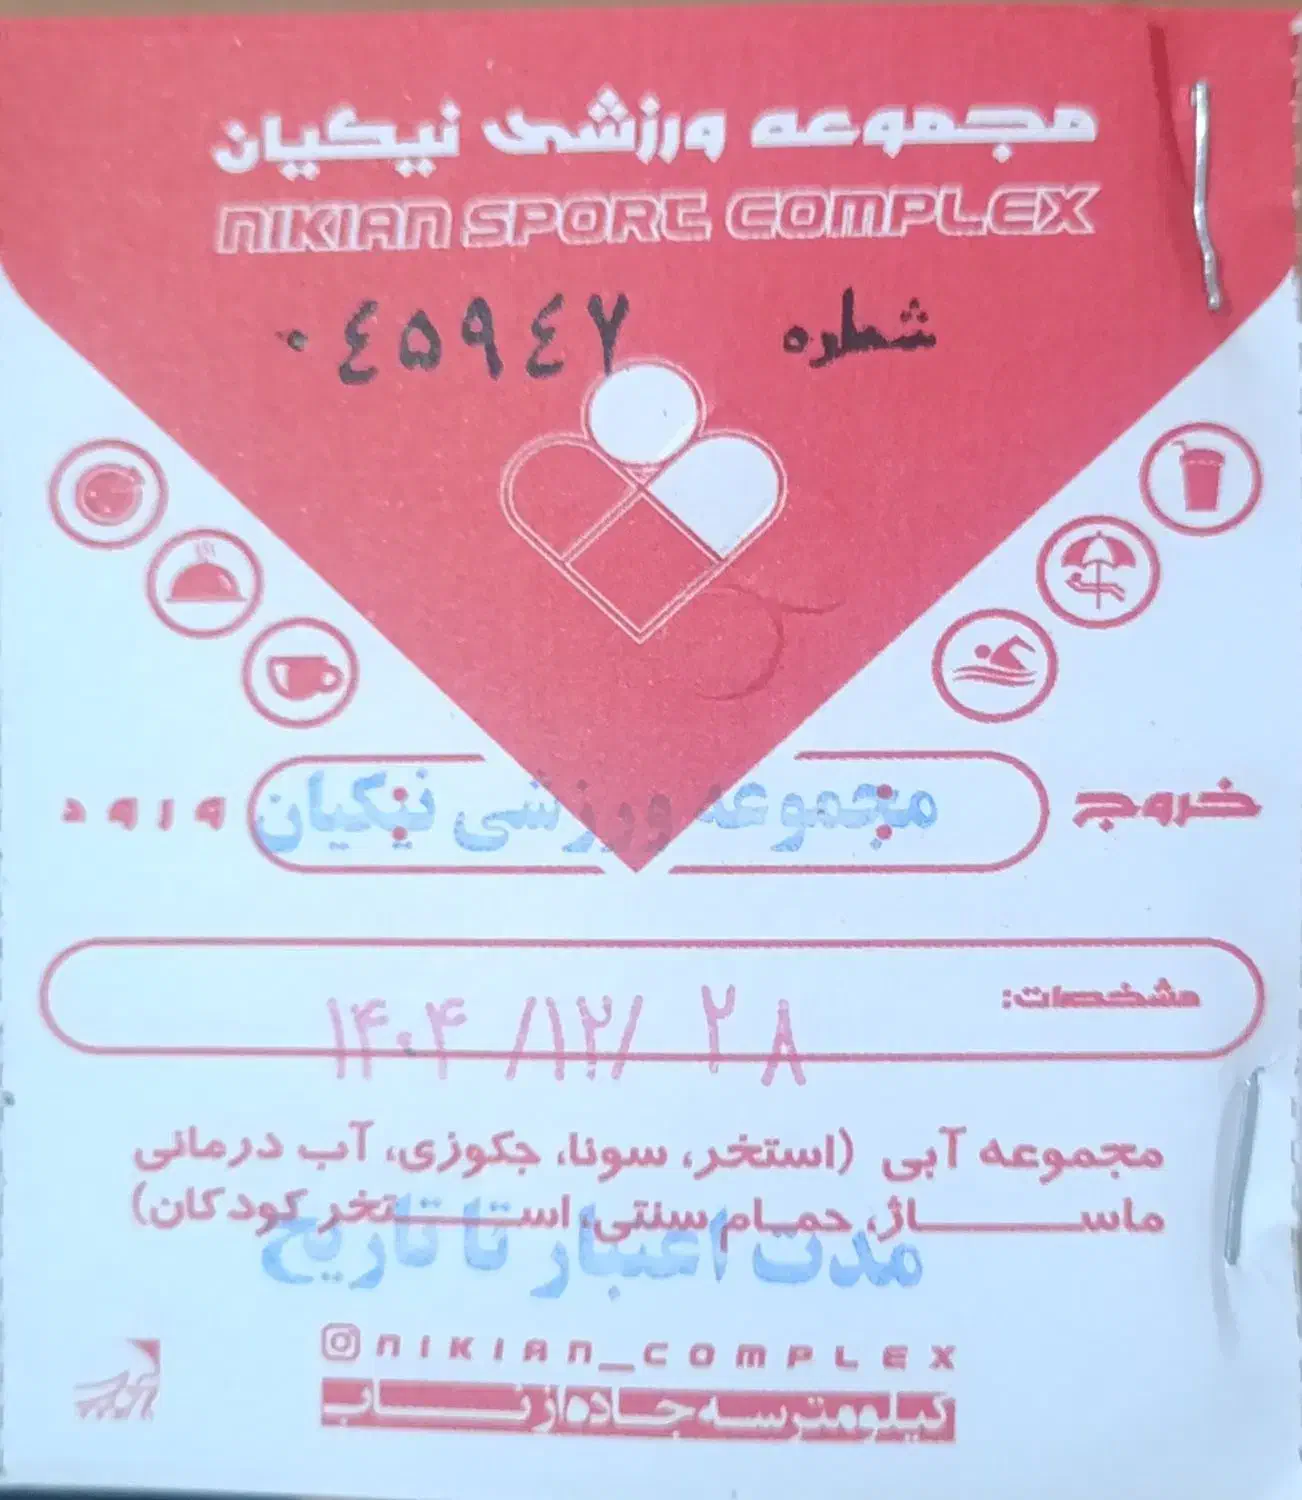 مجموعه ورزشی نیکیان
NIKIAN SPORT COMPLEX
شماره ۰۴۵۹۴۷
خروج
ورود
مجموعه ورزشی نیکیان
مشخصات:
۱۴۰۴/۱۲/۲۸
مجموعه آبی (استخر، سونا، جکوزی، آب درمانی
ماساژ، حمام سنتی، استخر کودکان)
مدت اعتبار تا تاریخ
NIKIAN_COMPLEX
کیلومتر سه جاده ازناب